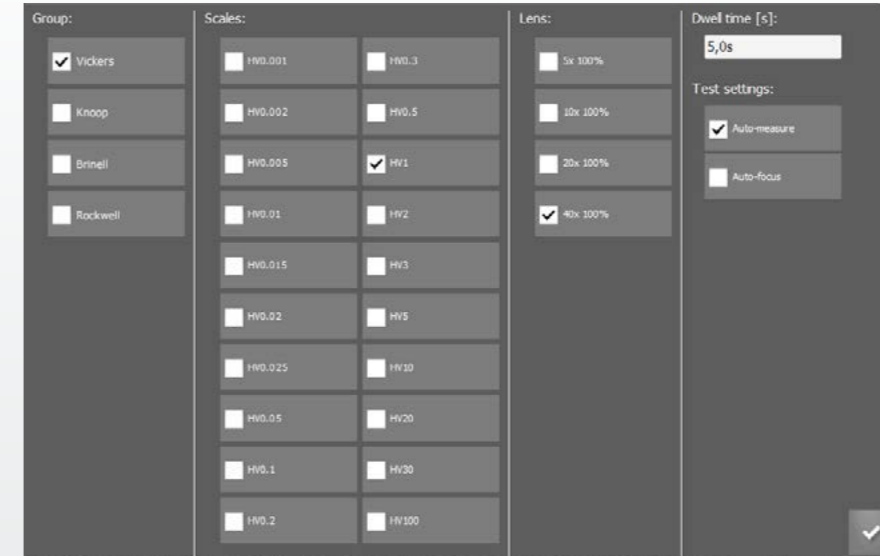 Group:
Vickers
Knoop
Brinell
Rockwell
Scales:
HV0.001
HV0.002
HV0.005
HV0.01
HV0.015
HV0.02
HV0.025
HV0.05
HV0.1
HV0.2
HV0.3
HV0.5
HV1
HV2
HV3
HV5
HV10
HV20
HV30
HV100
Lens:
5x 100%
10x 100%
20x 100%
40x 100%
Dwell time [s]:
5,0s
Test settings:
Auto-measure
Auto-focus